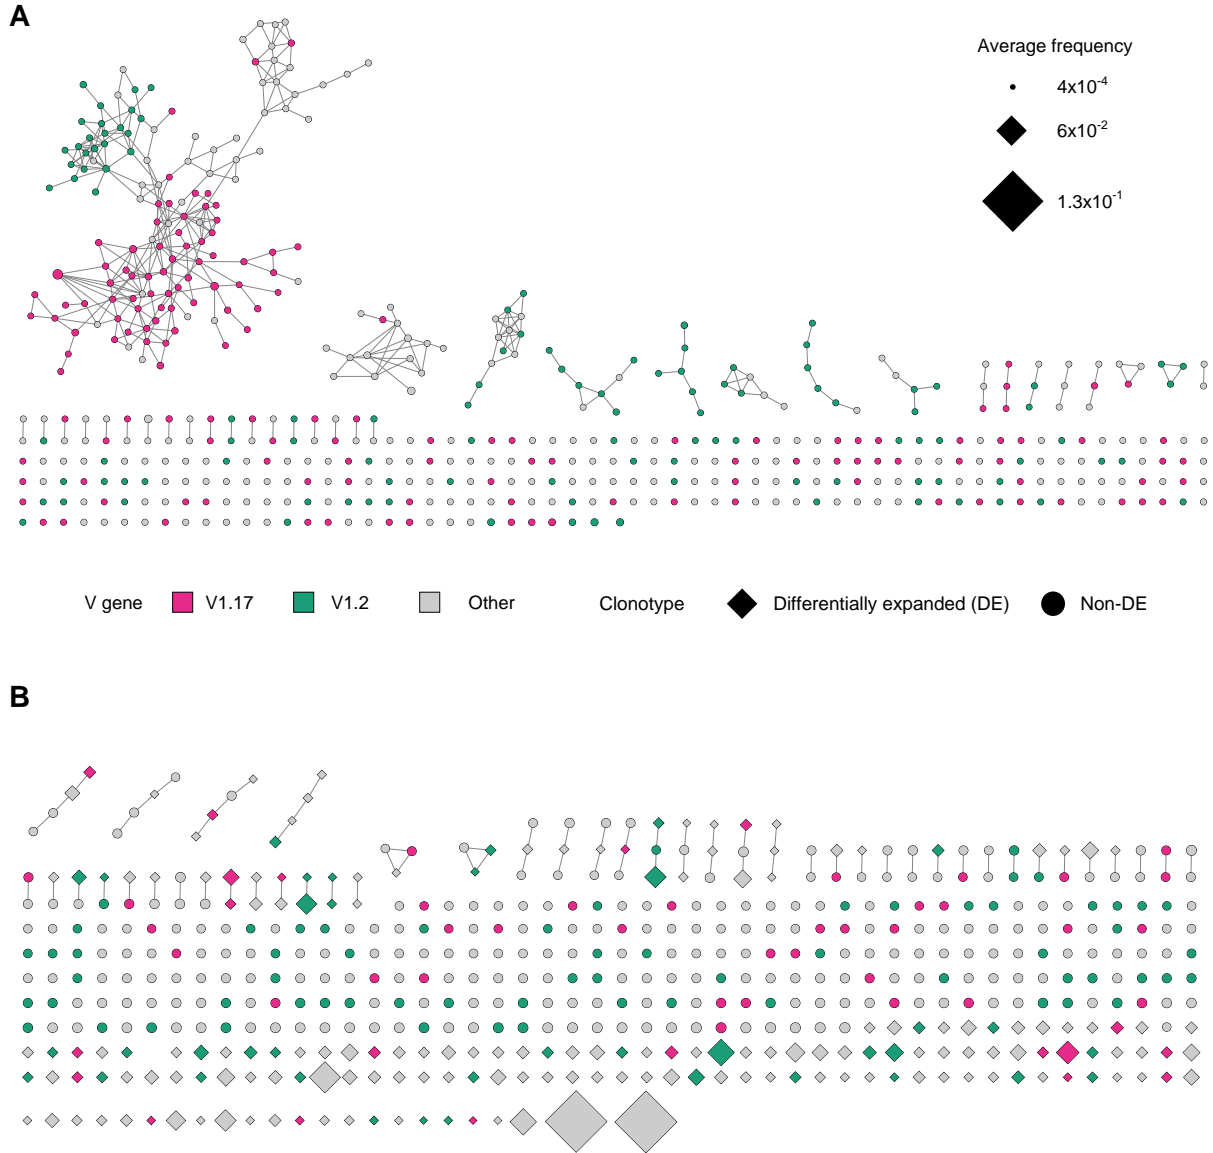 A
Average frequency
4x10-4
6x10-2
1.3x10-1
V gene V1.17 V1.2 Other Clonotype Differentially expanded (DE) Non-DE
B